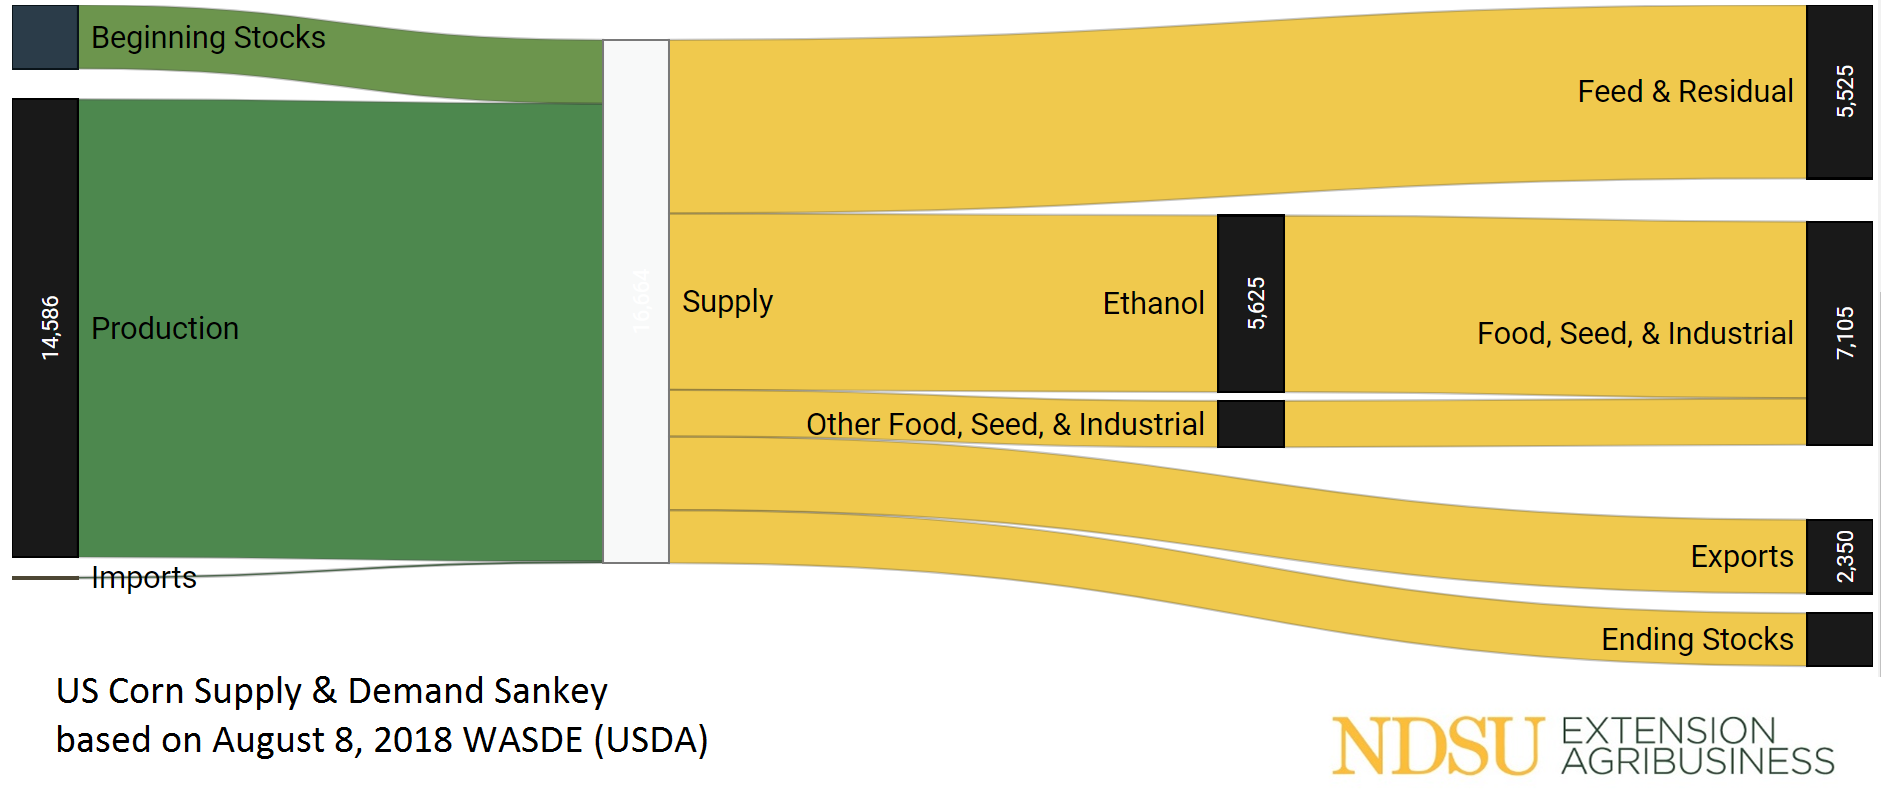 Beginning Stocks
14,586
Production
Imports
16,664
Supply
Ethanol
5,625
Other Food, Seed, & Industrial
Feed & Residual
5,525
Food, Seed, & Industrial
7,105
Exports
2,350
Ending Stocks
US Corn Supply & Demand Sankey
based on August 8, 2018 WASDE (USDA)
NDSU
EXTENSION
AGRIBUSINESS